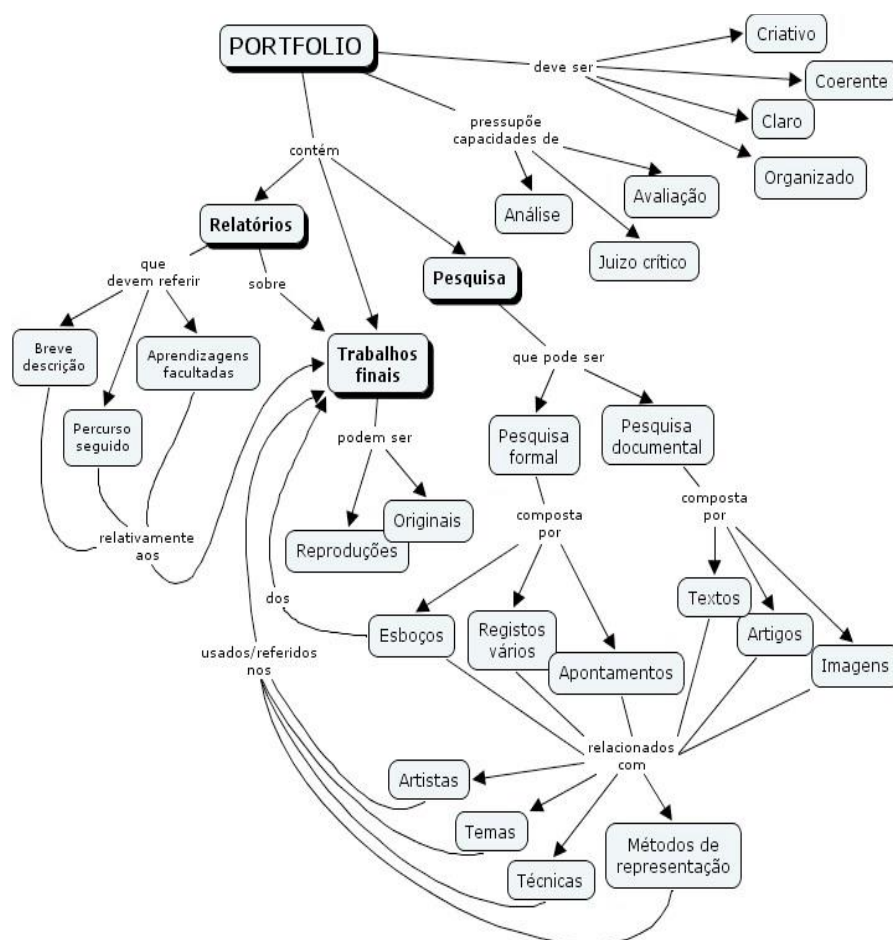 PORTFOLIO
deve ser
Criativo
Coerente
Claro
Organizado
pressupõe
capacidades de
Análise
Avaliação
Juizo crítico
contém
Relatórios
Pesquisa
que
devem referir
sobre
Breve
descrição
Percurso
seguido
Aprendizagens
facultadas
relativamente
aos
Trabalhos
finais
podem ser
Reproduções
Originais
que pode ser
Pesquisa
formal
Pesquisa
documental
composta
por
composta
por
Esboços
Registos
vários
Apontamentos
Textos
Artigos
Imagens
dos
usados/referidos
nos
relacionados
com
Artistas
Temas
Técnicas
Métodos de
representação